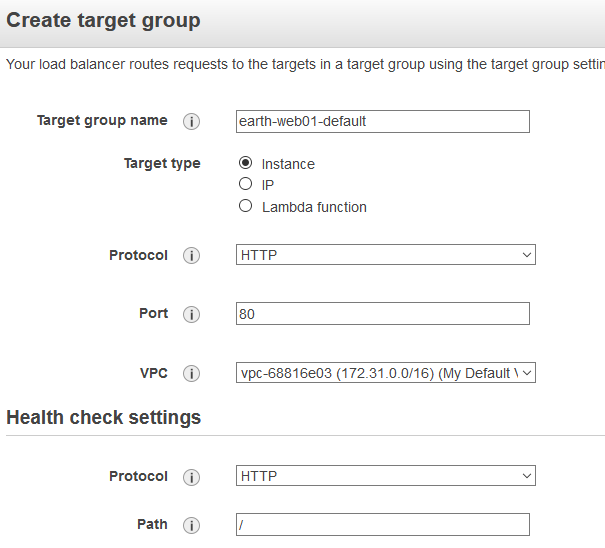 Create target group
Your load balancer routes requests to the targets in a target group using the target group settin
Target group name i earth-web01-default
Target type Instance
IP
Lambda function
Protocol i HTTP
Port i 80
VPC i vpc-68816e03 (172.31.0.0/16) (My Default V
Health check settings
Protocol i HTTP
Path i /